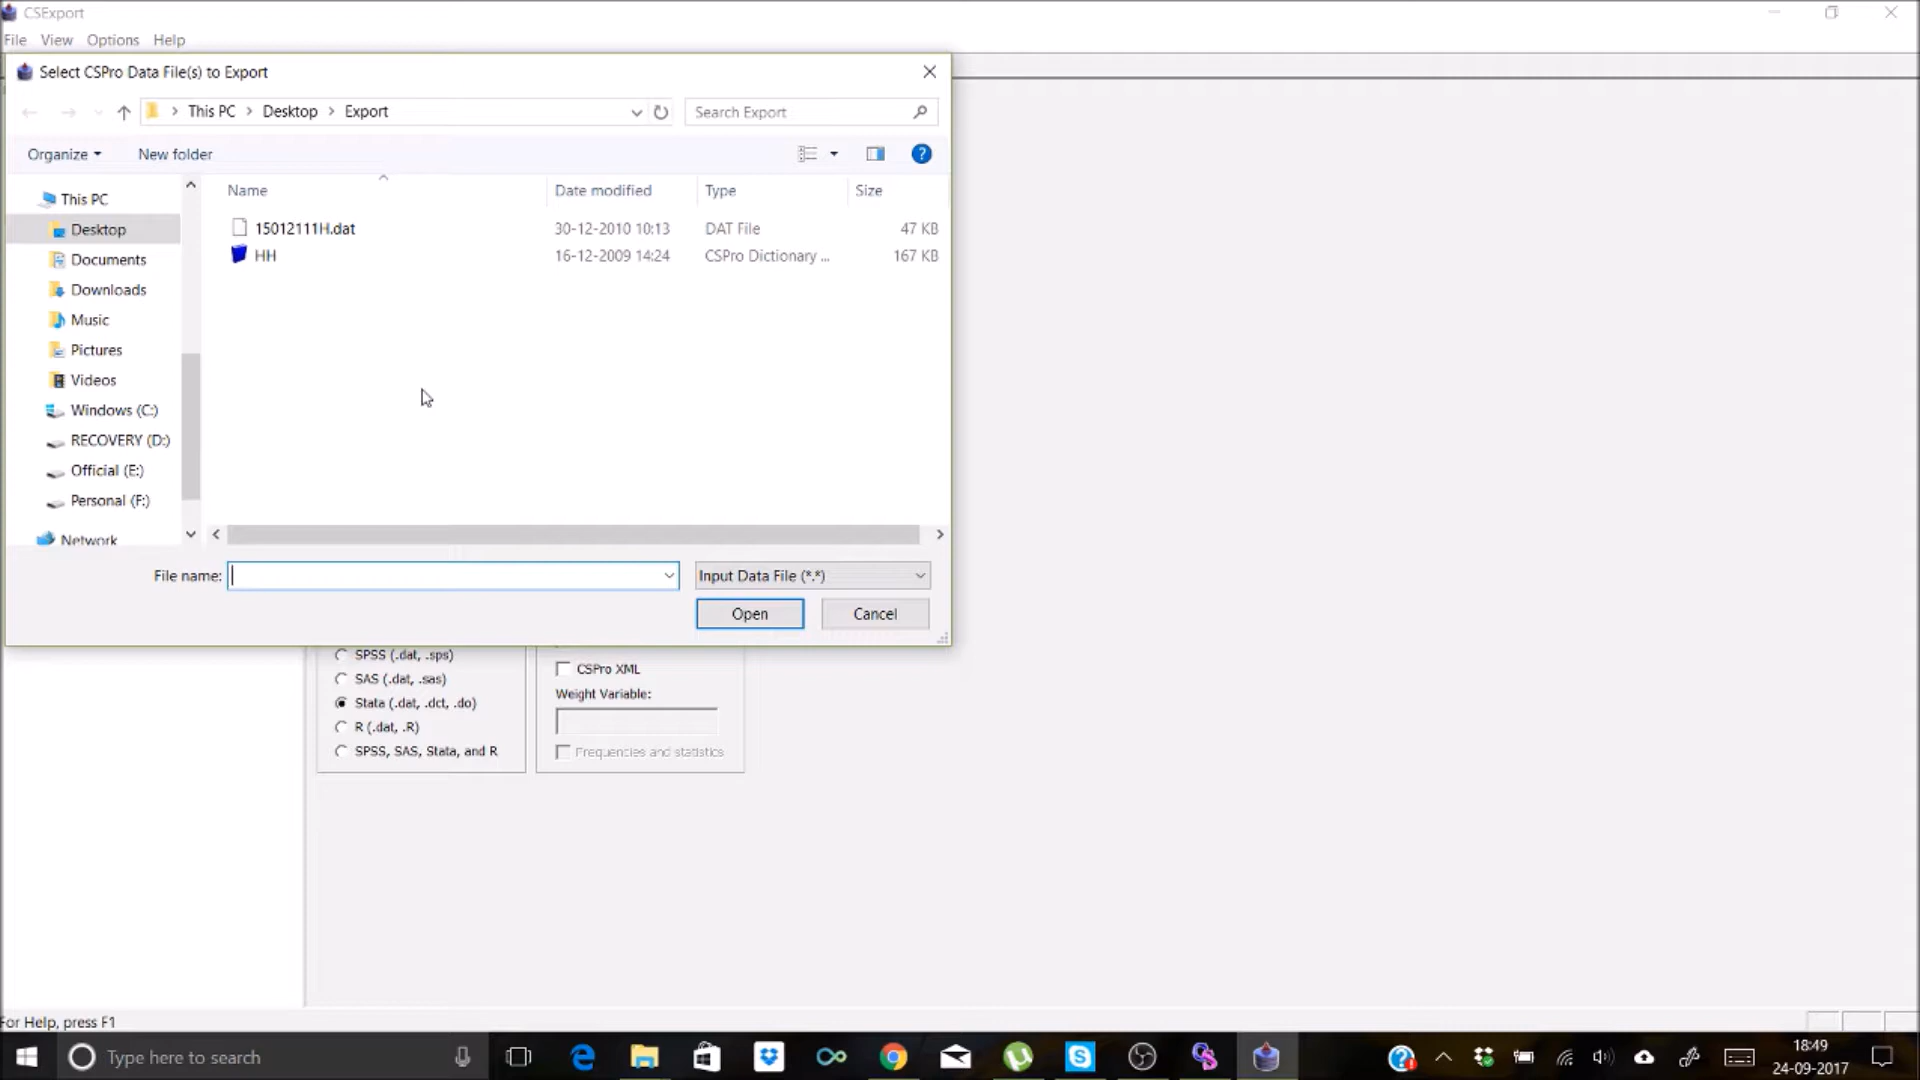 CSExport
File View Options Help
Select CSPro Data File(s) to Export
This PC Desktop Export
Search Export
Organize New folder
Name Date modified Type Size
15012111H.dat 30-12-2010 10:13 DAT File 47 KB
HH 16-12-2009 14:24 CSPro Dictionary ... 167 KB
This PC
Desktop
Documents
Downloads
Music
Pictures
Videos
Windows (C:)
RECOVERY (D:)
Official (E:)
Personal (F:)
Network
File name:
Input Data File (*.*)
Open Cancel
SPSS (.dat, .sps)
SAS (.dat, .sas)
Stata (.dat, .dct, .do)
R (.dat, .R)
SPSS, SAS, Stata, and R
CSPro XML
Weight Variable:
Frequencies and statistics
For Help, press F1
Type here to search
18:49
24-09-2017